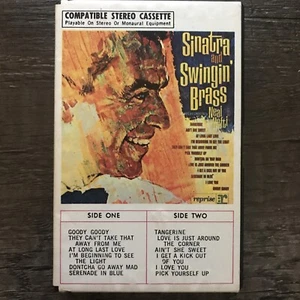 COMPATIBLE STEREO CASSETTE
Playable On Stereo Or Monaural Equipment
Sinatra
and
Swingin'
Brass
Neal
reprise
SIDE ONE
GOODY GOODY
THEY CAN'T TAKE THAT
AWAY FROM ME
AT LONG LAST LOVE
I'M BEGINNING TO SEE
THE LIGHT
DONTCHA GO AWAY MAD
SERENADE IN BLUE
SIDE TWO
TANGERINE
LOVE IS JUST AROUND
THE CORNER
AIN'T SHE SWEET
I GET A KICK OUT
OF YOU
I LOVE YOU
PICK YOURSELF UP